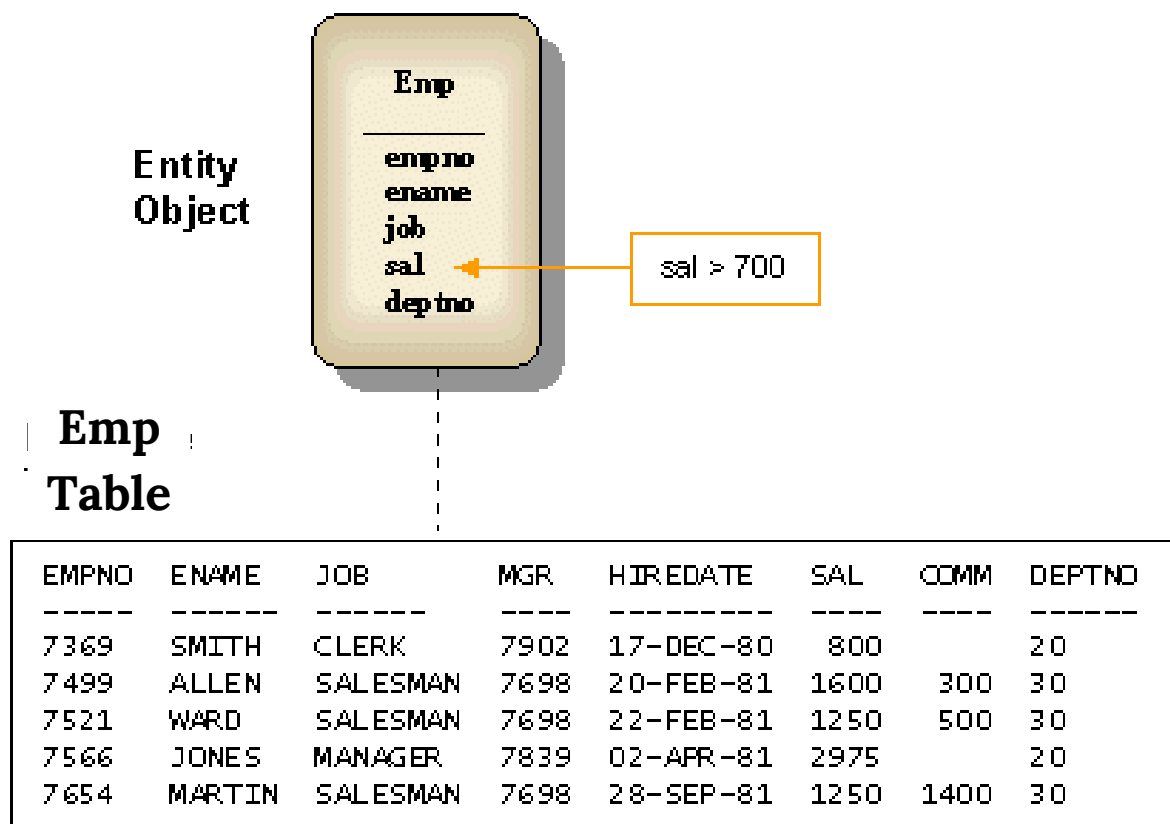 Emp
Entity
Object
empno
ename
job
sal
deptno
sal > 700
Emp
Table
EMPNO ENAME JOB MGR HIREDATE SAL COMM DEPTNO
----- ------ ------ ---- --------- ---- ---- ------
7369 SMITH CLERK 7902 17-DEC-80 800 20
7499 ALLEN SALESMAN 7698 20-FEB-81 1600 300 30
7521 WARD SALESMAN 7698 22-FEB-81 1250 500 30
7566 JONES MANAGER 7839 02-APR-81 2975 20
7654 MARTIN SALESMAN 7698 28-SEP-81 1250 1400 30